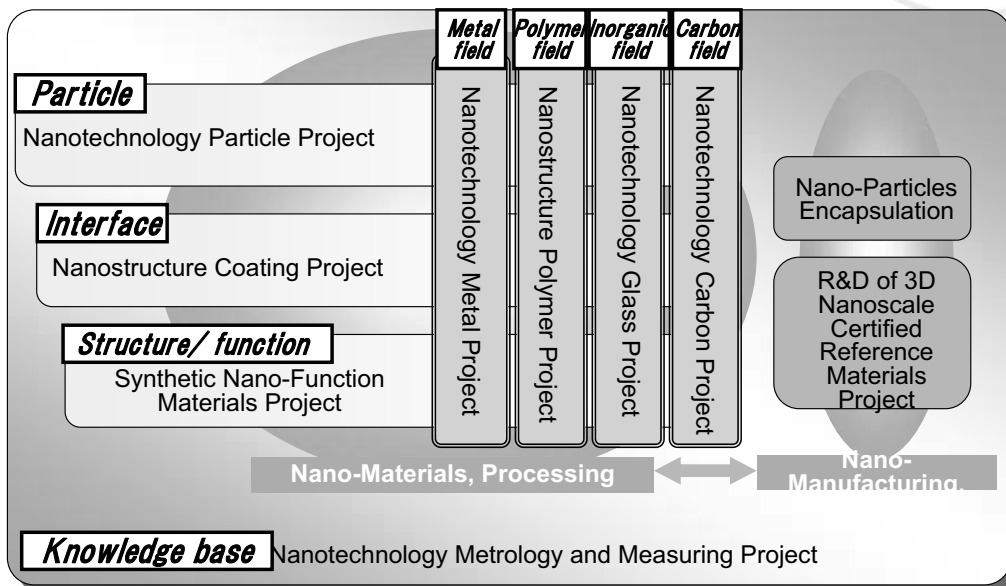 Metal
field
Polymer
field
Inorganic
field
Carbon
field
Particle
Nanotechnology Particle Project
Interface
Nanostructure Coating Project
Structure/ function
Synthetic Nano-Function
Materials Project
Nanotechnology Metal Project
Nanostructure Polymer Project
Nanotechnology Glass Project
Nanotechnology Carbon Project
Nano-Particles
Encapsulation
R&D of 3D
Nanoscale
Certified
Reference
Materials
Project
Nano-Materials, Processing
Nano-
Manufacturing,
Knowledge base
Nanotechnology Metrology and Measuring Project